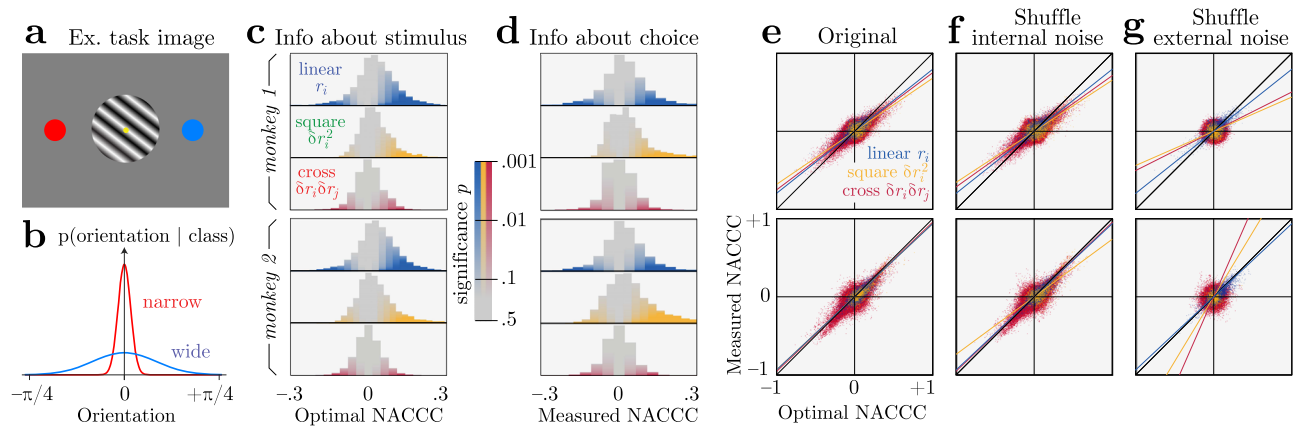 a Ex. task image
b
p(orientation | class)
narrow
wide
−π/4 0 +π/4
Orientation
c Info about stimulus
monkey 1
linear
r_i
square
δr_i^2
cross
δr_iδr_j
monkey 2
−.3 0 .3
Optimal NACCC
significance p
.001
.01
.1
.5
d Info about choice
−.3 0 .3
Measured NACCC
e Original
linear r_i
square δr_i^2
cross δr_iδr_j
Measured NACCC
+1
0
−1
−1 0 +1
Optimal NACCC
f Shuffle
internal noise
g Shuffle
external noise